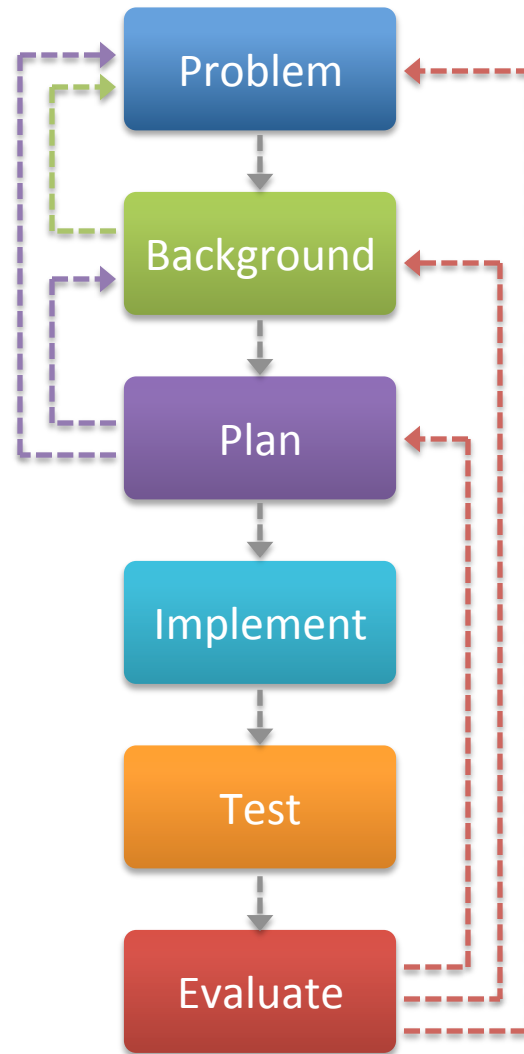 Problem
Background
Plan
Implement
Test
Evaluate